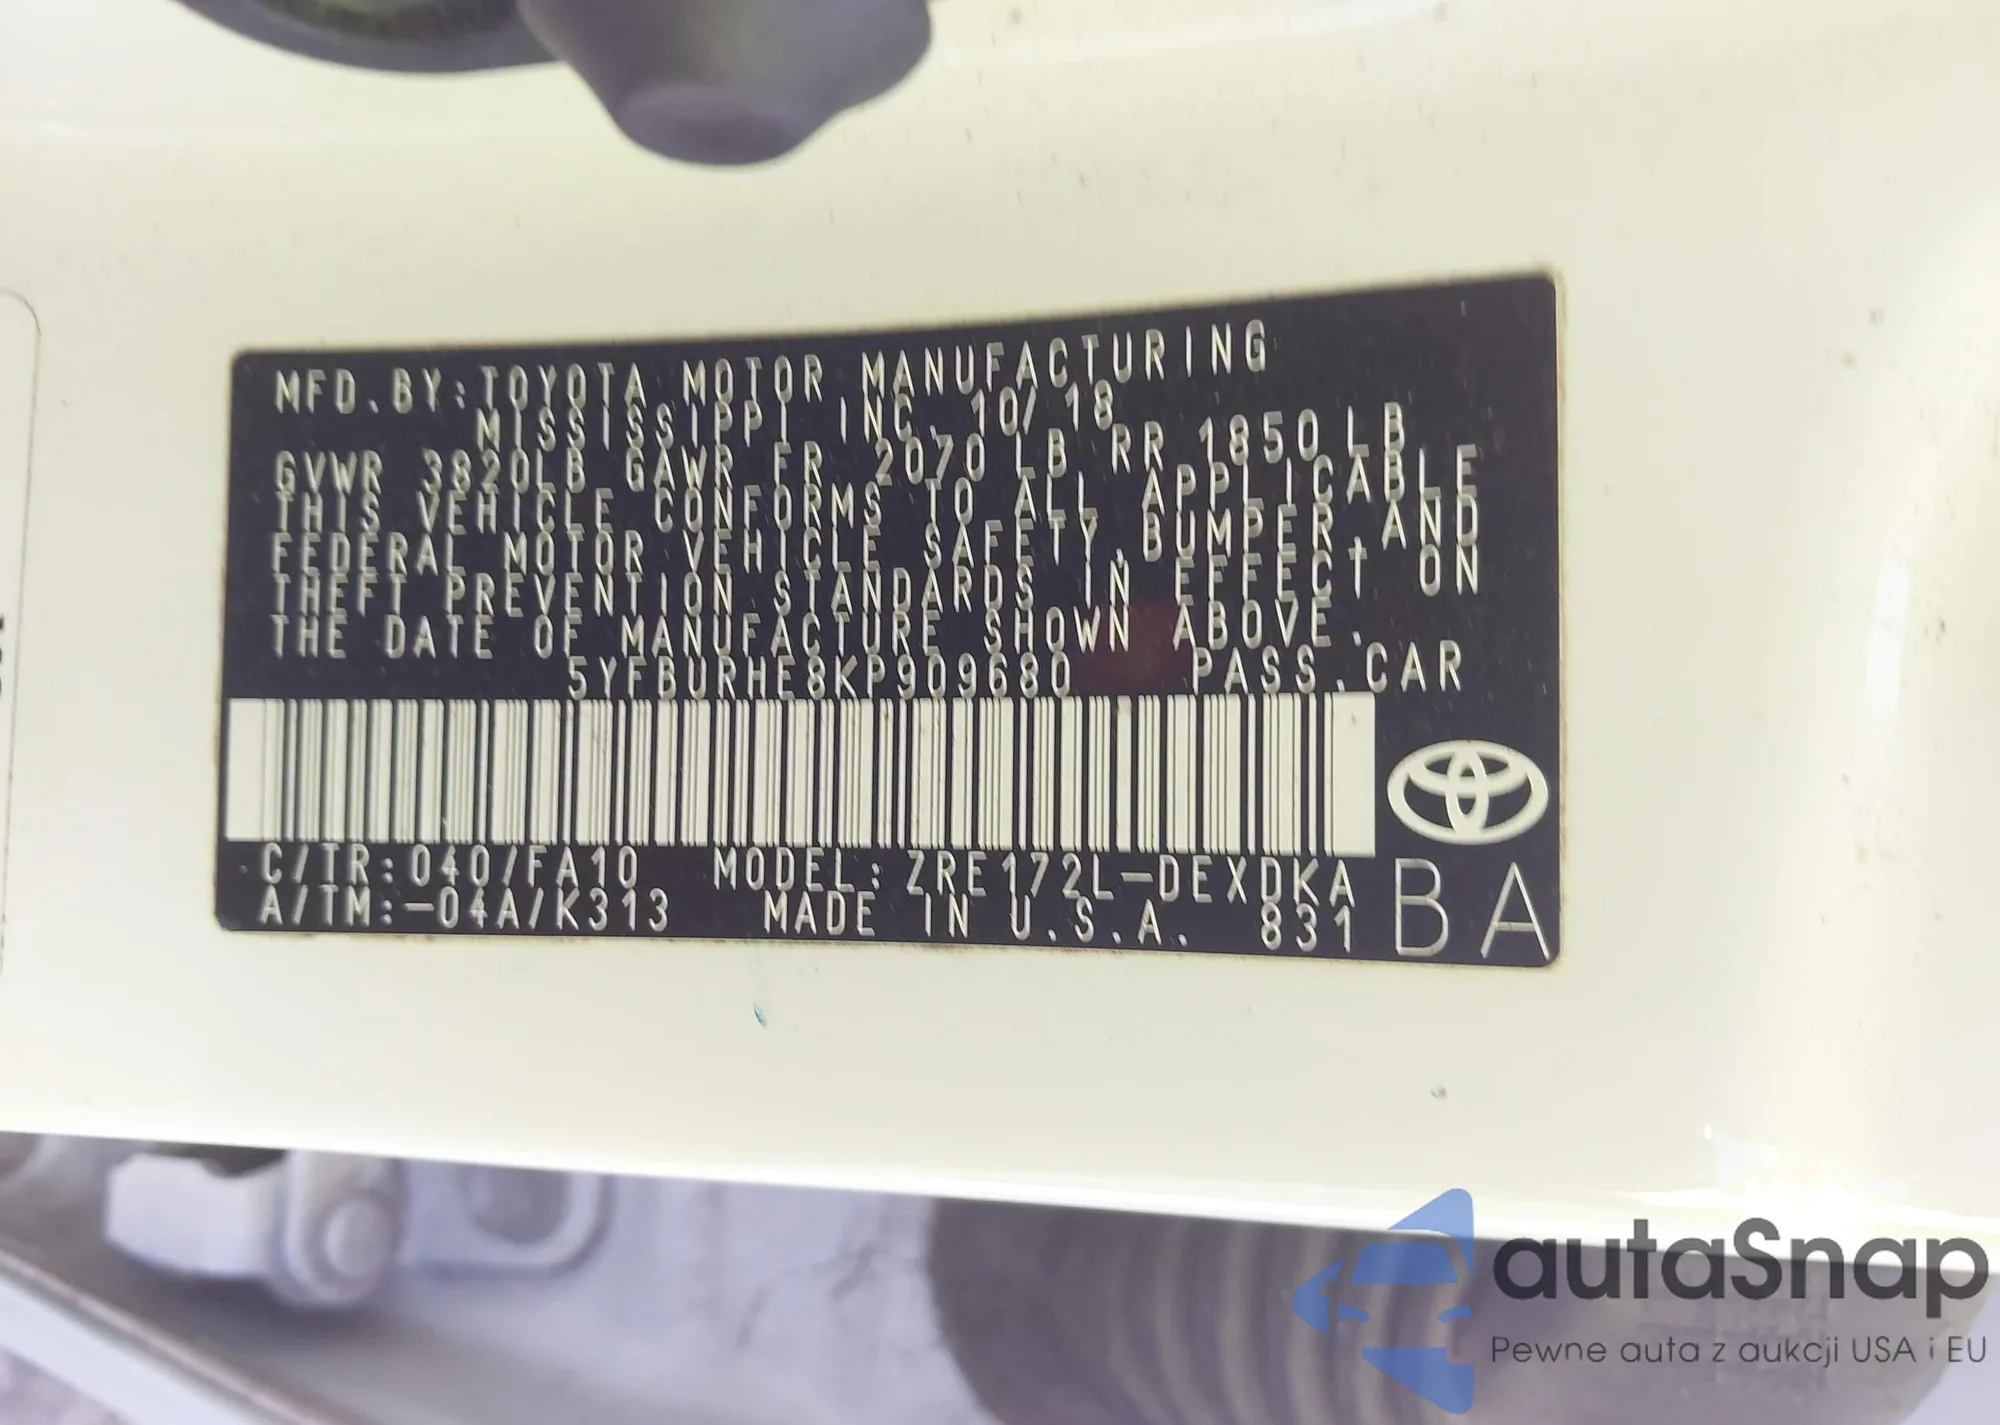 MFD.BY:TOYOTA MOTOR MANUFACTURING
MISSISSIPPI INC. 10/18
GVWR 3820LB GAWR FR 2070 LB RR 1850 LB
THIS VEHICLE CONFORMS TO ALL APPLICABLE
FEDERAL MOTOR VEHICLE SAFETY,BUMPER AND
THEFT PREVENTION STANDARDS IN EFFECT ON
THE DATE OF MANUFACTURE SHOWN ABOVE.
5YFBURHE8KP909680 PASS.CAR
C/TR:040/FA10 MODEL:ZRE172L-DEXDKA
A/TM:-04A/K313 MADE IN U.S.A. 831
BA
autaSnap
Pewne auta z aukcji USA i EU